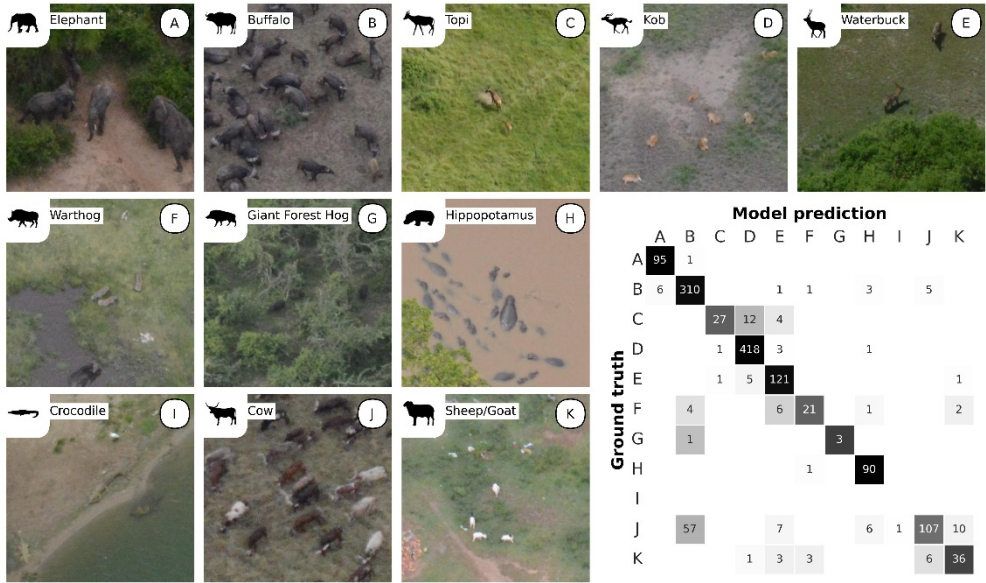 Elephant A
Buffalo B
Topi C
Kob D
Waterbuck E
Warthog F
Giant Forest Hog G
Hippopotamus H
Crocodile I
Cow J
Sheep/Goat K
Model prediction
A B C D E F G H I J K
Ground truth
A 95 1
B 6 310 1 1 3 5
C 27 12 4
D 1 418 3 1
E 1 5 121 1
F 4 6 21 1 2
G 1 3
H 1 90
I
J 57 7 6 1 107 10
K 1 3 3 6 36